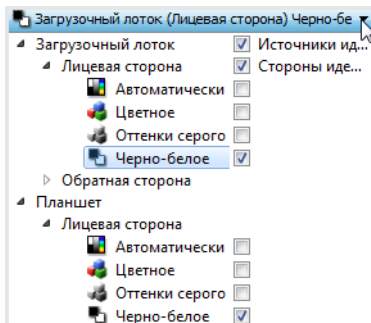 Загрузочный лоток (Лицевая сторона) Черно-бе
Загрузочный лоток Источники ид...
Лицевая сторона Стороны иде...
Автоматически
Цветное
Оттенки серого
Черно-белое
Обратная сторона
Планшет
Лицевая сторона
Автоматически
Цветное
Оттенки серого
Черно-белое